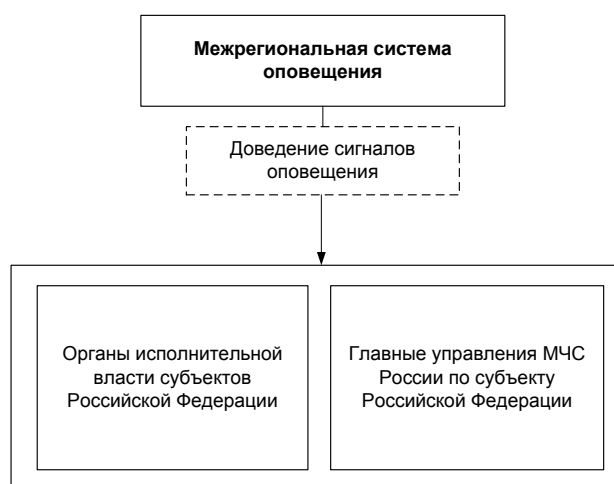 Межрегиональная система
оповещения
Доведение сигналов
оповещения
Органы исполнительной
власти субъектов
Российской Федерации
Главные управления МЧС
России по субъекту
Российской Федерации